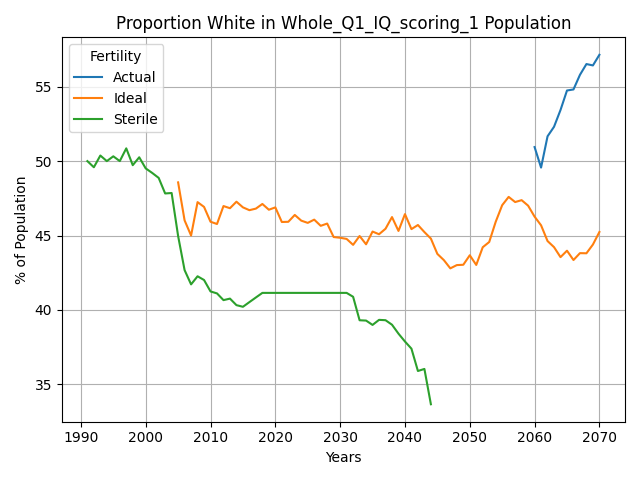 Proportion White in Whole_Q1_IQ_scoring_1 Population
Fertility
Actual
Ideal
Sterile
% of Population
55
50
45
40
35
1990 2000 2010 2020 2030 2040 2050 2060 2070
Years